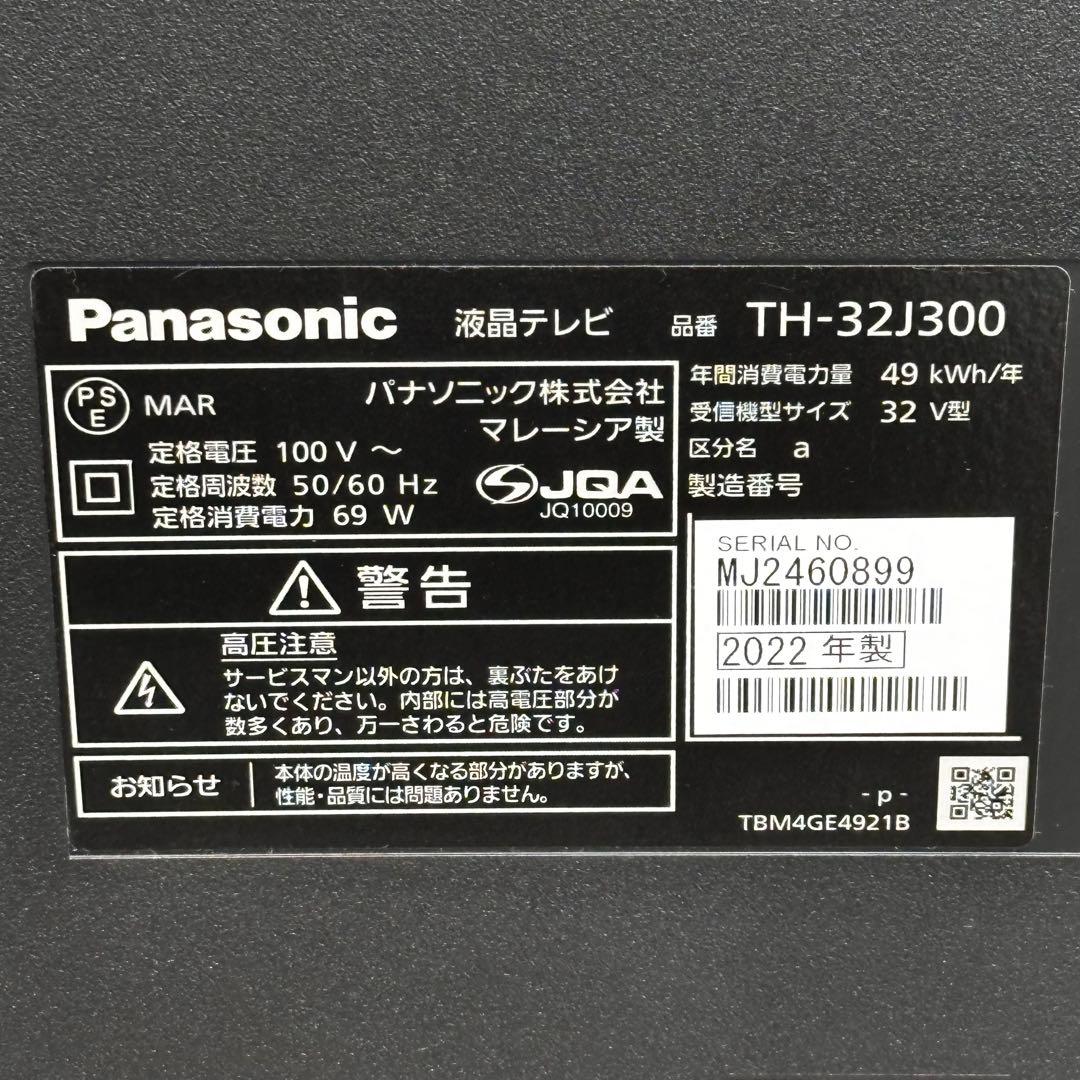 Panasonic 液晶テレビ 品番 TH-32J300
PSE MAR パナソニック株式会社
マレーシア製
定格電圧 100 V ～
定格周波数 50/60 Hz
定格消費電力 69 W
JQA
JQ10009
年間消費電力量 49 kWh/年
受信機型サイズ 32 V型
区分名 a
製造番号
SERIAL NO.
MJ2460899
2022 年製
警告
高圧注意
サービスマン以外の方は、裏ぶたをあけ
ないでください。内部には高電圧部分が
数多くあり、万一さわると危険です。
お知らせ
本体の温度が高くなる部分がありますが、
性能・品質には問題ありません。
- p -
TBM4GE4921B